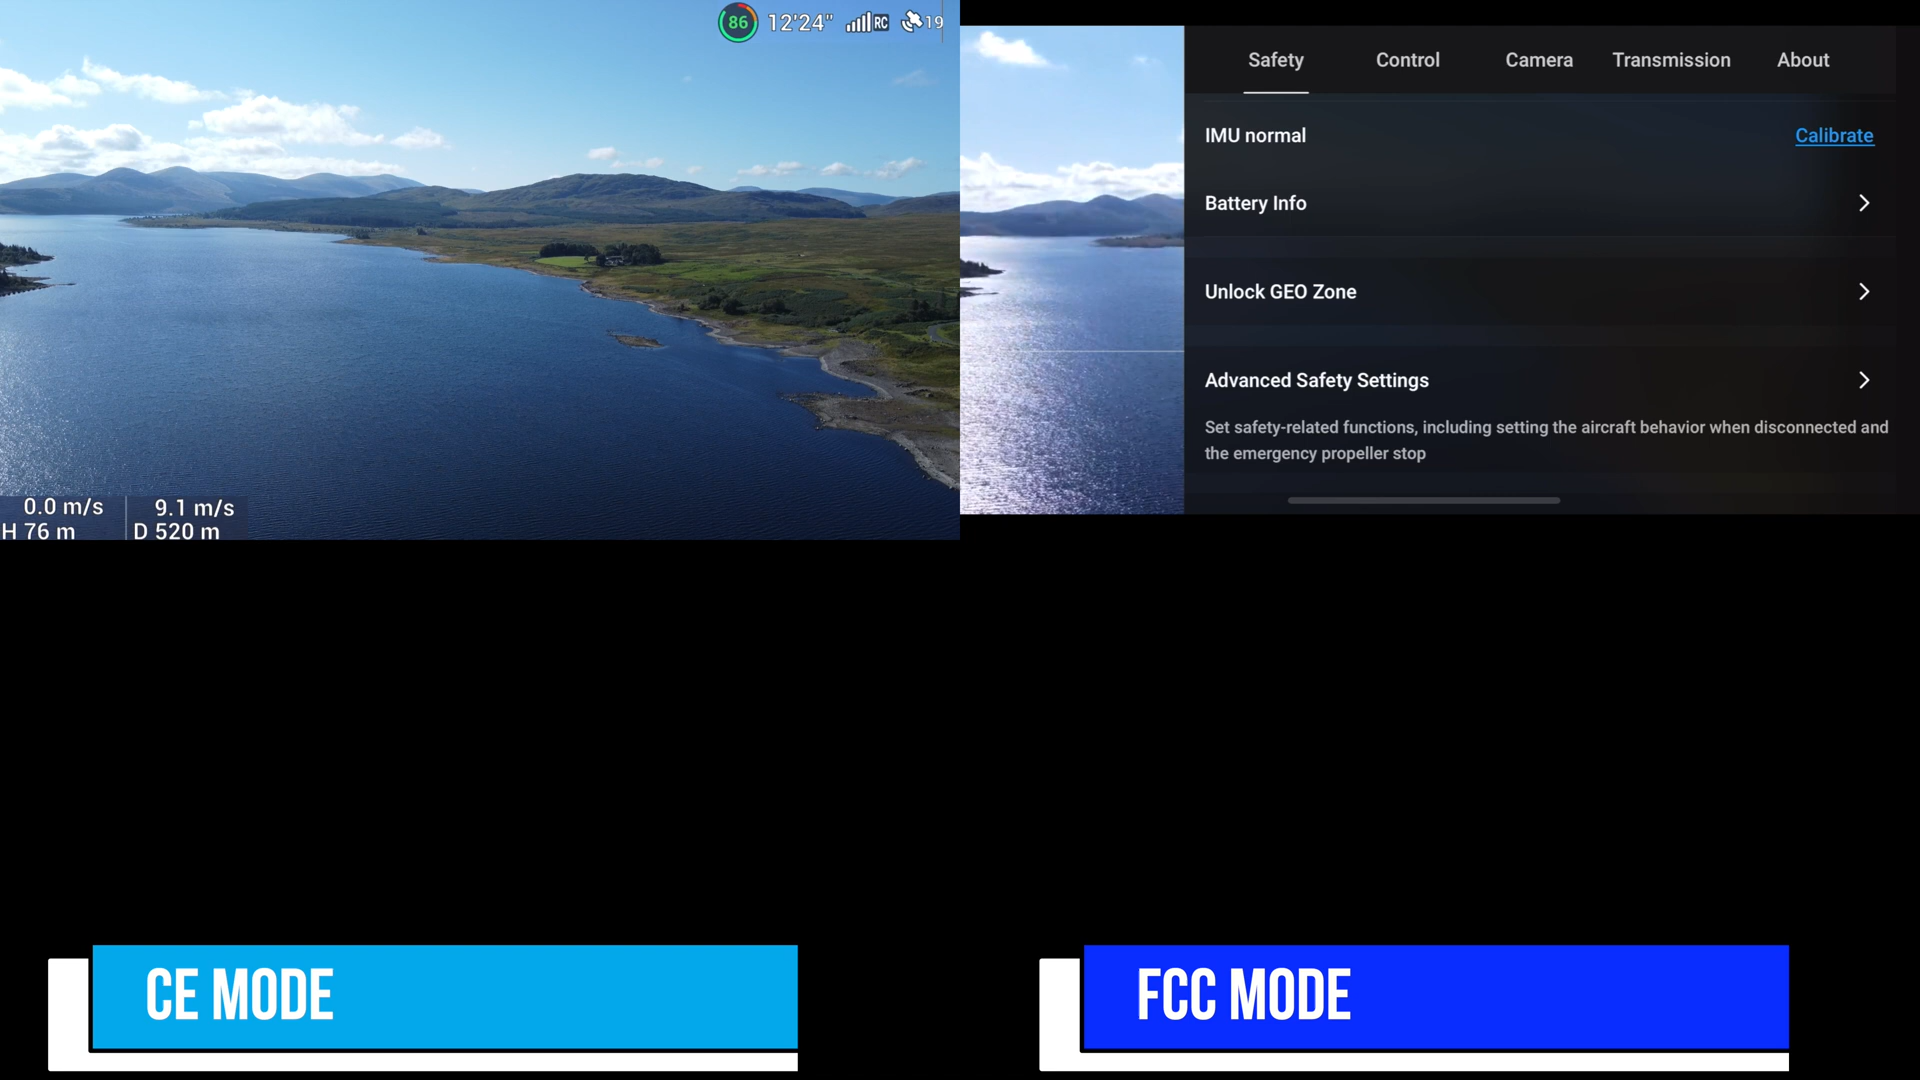 86 12'24" RC 19
0.0 m/s 9.1 m/s
H 76 m D 520 m
Safety Control Camera Transmission About
IMU normal Calibrate
Battery Info
Unlock GEO Zone
Advanced Safety Settings
Set safety-related functions, including setting the aircraft behavior when disconnected and
the emergency propeller stop
CE MODE
FCC MODE